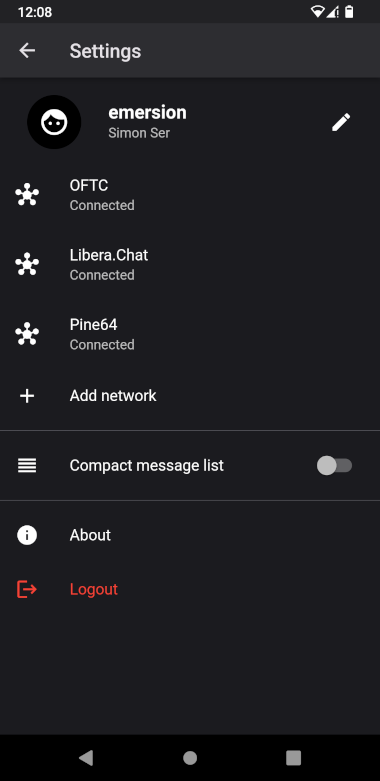 12:08
Settings
emersion
Simon Ser
OFTC
Connected
Libera.Chat
Connected
Pine64
Connected
Add network
Compact message list
About
Logout